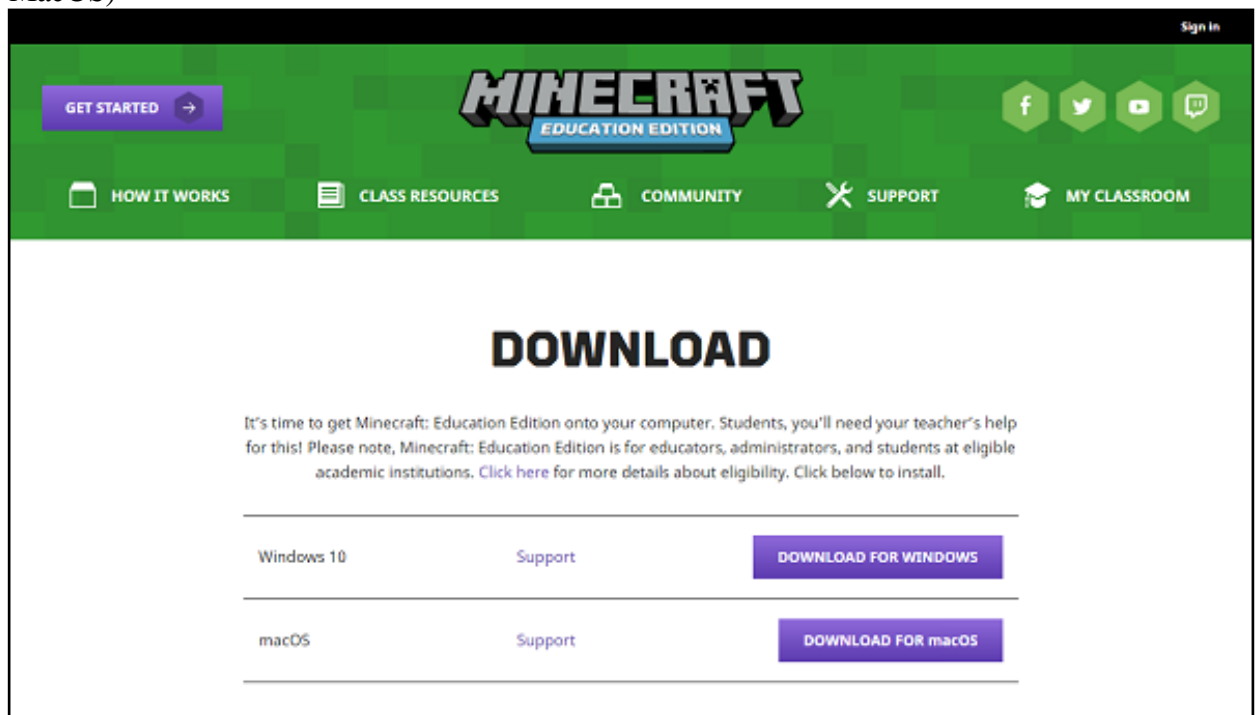 MacOS)
Sign in
GET STARTED
MINECRAFT
EDUCATION EDITION
HOW IT WORKS
CLASS RESOURCES
COMMUNITY
SUPPORT
MY CLASSROOM
DOWNLOAD
It's time to get Minecraft: Education Edition onto your computer. Students, you'll need your teacher's help
for this! Please note, Minecraft: Education Edition is for educators, administrators, and students at eligible
academic institutions. Click here for more details about eligibility. Click below to install.
Windows 10 Support DOWNLOAD FOR WINDOWS
macOS Support DOWNLOAD FOR macOS